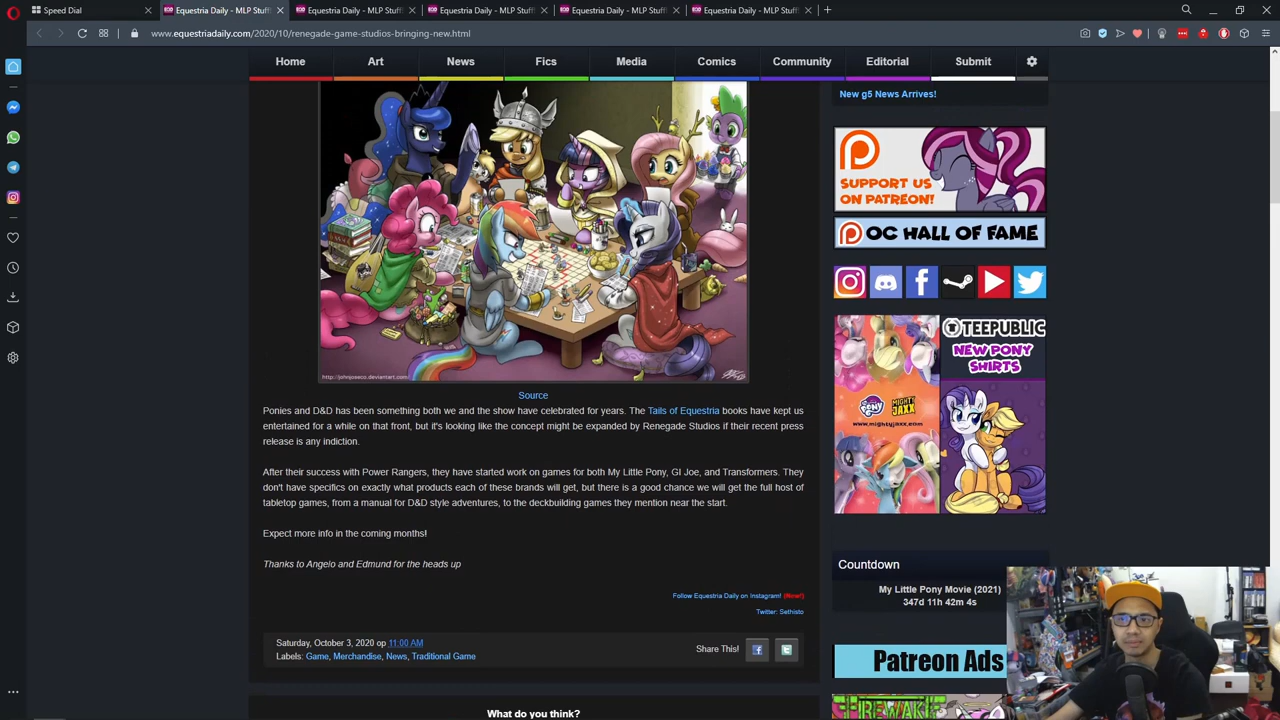 Speed Dial
Equestria Daily - MLP Stuff!
Equestria Daily - MLP Stuff!
Equestria Daily - MLP Stuff!
Equestria Daily - MLP Stuff!
Equestria Daily - MLP Stuff!
www.equestriadaily.com/2020/10/renegade-game-studios-bringing-new.html
Home Art News Fics Media Comics Community Editorial Submit
New g5 News Arrives!
SUPPORT US
ON PATREON!
OC HALL OF FAME
http://johnjoseco.deviantart.com/
Source
Ponies and D&D has been something both we and the show have celebrated for years. The Tails of Equestria books have kept us
entertained for a while on that front, but it's looking like the concept might be expanded by Renegade Studios if their recent press
release is any indiction.
After their success with Power Rangers, they have started work on games for both My Little Pony, GI Joe, and Transformers. They
don't have specifics on exactly what products each of these brands will get, but there is a good chance we will get the full host of
tabletop games, from a manual for D&D style adventures, to the deckbuilding games they mention near the start.
Expect more info in the coming months!
Thanks to Angelo and Edmund for the heads up
Follow Equestria Daily on Instagram! (New!)
Twitter: Sethisto
Saturday, October 3, 2020 op 11:00 AM
Labels: Game, Merchandise, News, Traditional Game
Share This!
What do you think?
MIGHTY
JAXX
www.mightyjaxx.com
TEEPUBLIC
NEW PONY
SHIRTS
Countdown
My Little Pony Movie (2021)
347d 11h 42m 4s
Patreon Ads
FIREWAKE